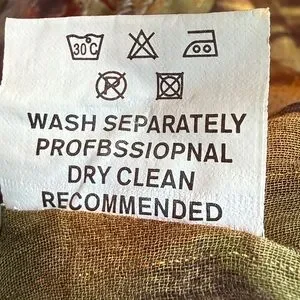 30°C
P
WASH SEPARATELY
PROFBSSIOPNAL
DRY CLEAN
RECOMMENDED